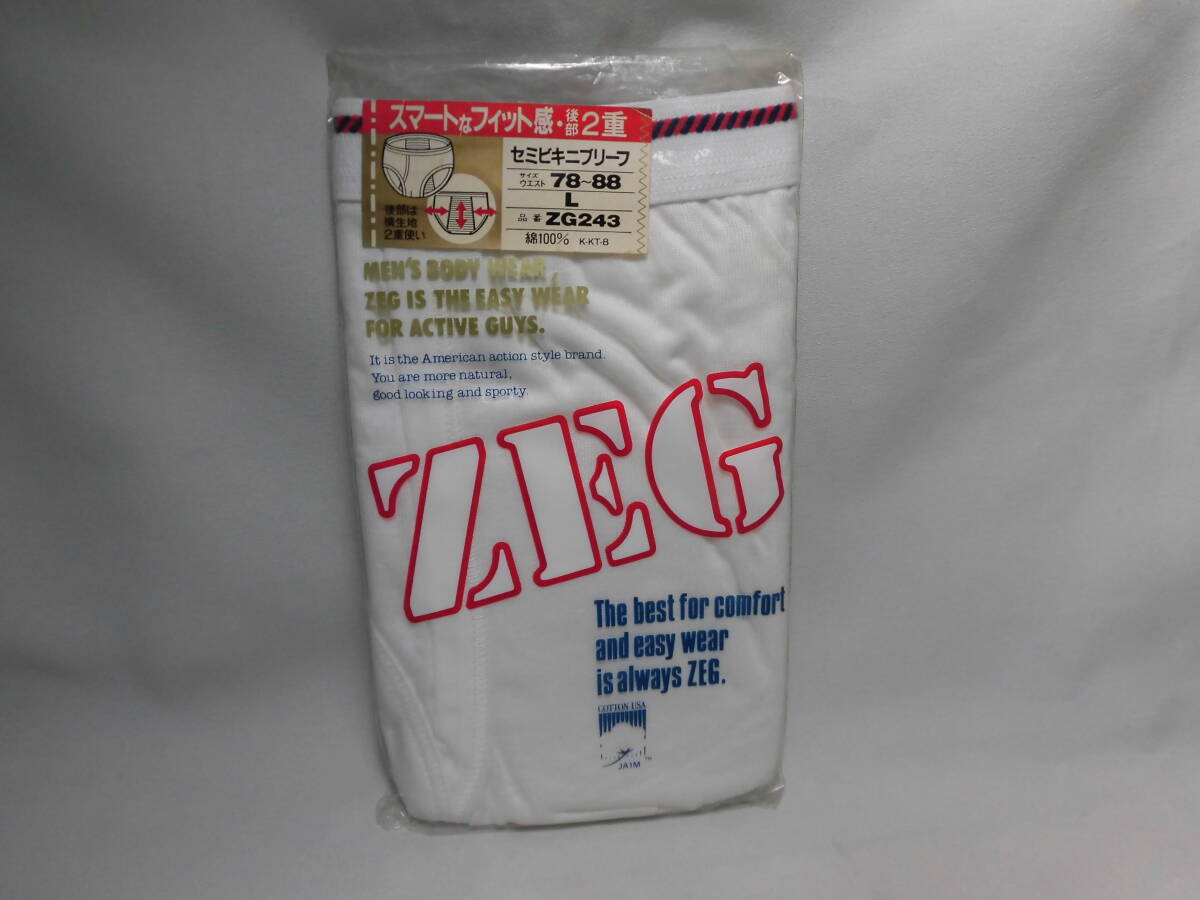 スマートなフィット感・後部2重
セミビキニブリーフ
サイズ
ウエスト 78~88
L
品番 ZG243
綿100% K-KT-B
後部は
横生地
2重使い
MEN'S BODY WEAR,
ZEG IS THE EASY WEAR
FOR ACTIVE GUYS.
It is the American action style brand.
You are more natural,
good looking and sporty.
ZEG
The best for comfort
and easy wear
is always ZEG.
COTTON USA
JA1M TM